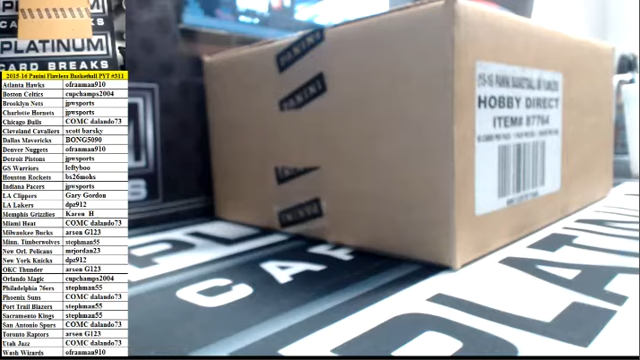 PLATINUM
CARD BREAKS
2015-16 Panini Flawless Basketball PYT #311
Atlanta Hawks ofranman910
Boston Celtics cupchamps2004
Brooklyn Nets jpwsports
Charlotte Hornets jpwsports
Chicago Bulls COMC dalando73
Cleveland Cavaliers scott barsky
Dallas Mavericks BONG5090
Denver Nuggets ofranman910
Detroit Pistons jpwsports
GS Warriors leftyboo
Houston Rockets bs26mohs
Indiana Pacers jpwsports
LA Clippers Gary Gordon
LA Lakers dpz912
Memphis Grizzlies Karen H
Miami Heat COMC dalando73
Milwaukee Bucks arsen G123
Minn. Timberwolves stephman55
New Orl. Pelicans mrjordan23
New York Knicks dpz912
OKC Thunder arsen G123
Orlando Magic cupchamps2004
Philadelphia 76ers stephman55
Phoenix Suns COMC dalando73
Port Trail Blazers stephman55
Sacramento Kings stephman55
San Antonio Spurs COMC dalando73
Toronto Raptors arsen G123
Utah Jazz COMC dalando73
Wash Wizards ofranman910
PANINI
PANINI
PANINI
HOBBY DIRECT
ITEM# 87764
CAR
PLATIN